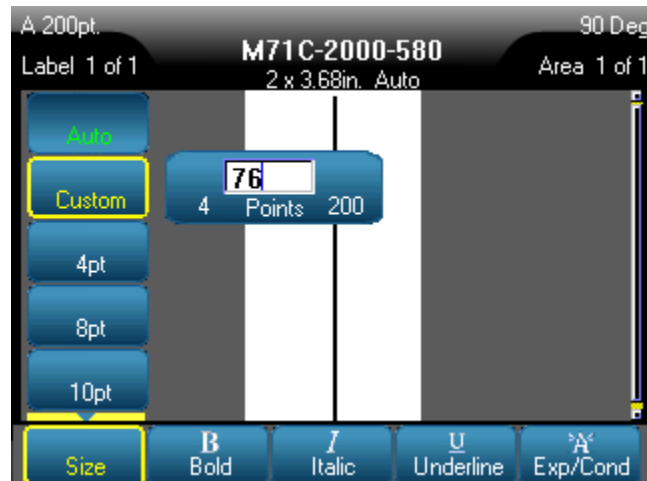 A 200pt.
90 Deg
M71C-2000-580
Label 1 of 1
Area 1 of 1
2 x 3.68in. Auto
Auto
Custom
76
4 Points 200
4pt
8pt
10pt
Size
B
Bold
I
Italic
U
Underline
A
Exp/Cond